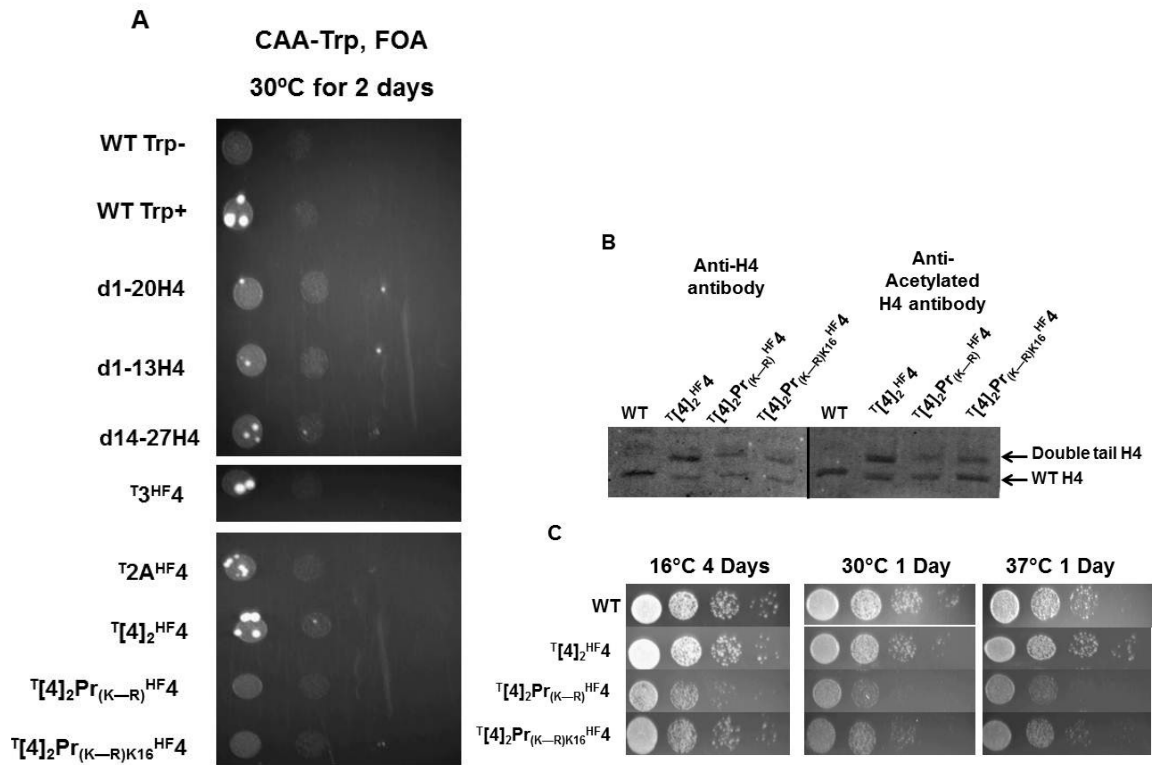 A
CAA-Trp, FOA
30ºC for 2 days
WT Trp-
WT Trp+
d1-20H4
d1-13H4
d14-27H4
ᵀ3ᴴᶠ4
ᵀ2Aᴴᶠ4
ᵀ[4]₂ᴴᶠ4
ᵀ[4]₂Pr₍K—R₎ᴴᶠ4
ᵀ[4]₂Pr₍K—R₎K16ᴴᶠ4
B
Anti-H4
antibody
Anti-
Acetylated
H4 antibody
WT
ᵀ[4]₂ᴴᶠ4
ᵀ[4]₂Pr₍K—R₎ᴴᶠ4
ᵀ[4]₂Pr₍K—R₎K16ᴴᶠ4
WT
ᵀ[4]₂ᴴᶠ4
ᵀ[4]₂Pr₍K—R₎ᴴᶠ4
ᵀ[4]₂Pr₍K—R₎K16ᴴᶠ4
Double tail H4
WT H4
C
16°C 4 Days
30°C 1 Day
37°C 1 Day
WT
ᵀ[4]₂ᴴᶠ4
ᵀ[4]₂Pr₍K—R₎ᴴᶠ4
ᵀ[4]₂Pr₍K—R₎K16ᴴᶠ4